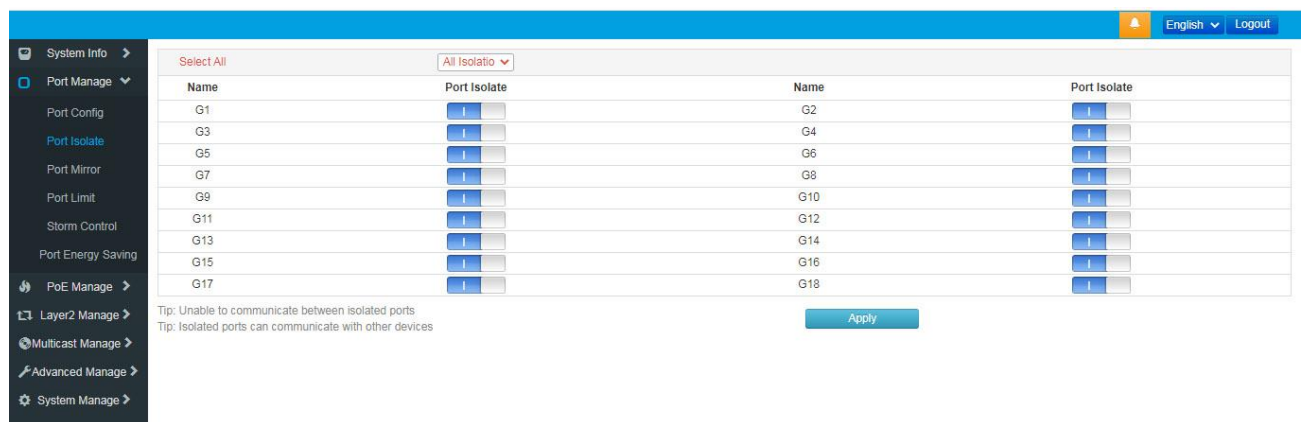 English Logout
System Info
Port Manage
Port Config
Port Isolate
Port Mirror
Port Limit
Storm Control
Port Energy Saving
PoE Manage
Layer2 Manage
Multicast Manage
Advanced Manage
System Manage
Select All All Isolatio
Name Port Isolate Name Port Isolate
G1 I G2 I
G3 I G4 I
G5 I G6 I
G7 I G8 I
G9 I G10 I
G11 I G12 I
G13 I G14 I
G15 I G16 I
G17 I G18 I
Tip: Unable to communicate between isolated ports
Tip: Isolated ports can communicate with other devices
Apply